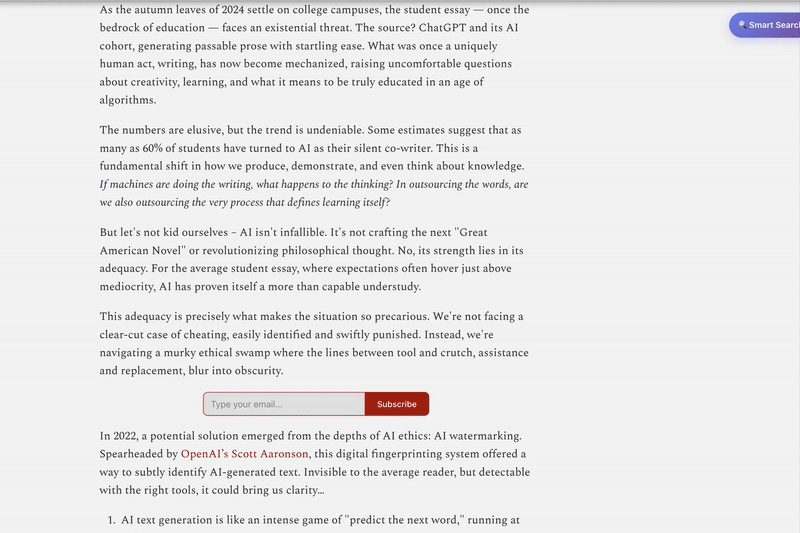 As the autumn leaves of 2024 settle on college campuses, the student essay — once the
bedrock of education — faces an existential threat. The source? ChatGPT and its AI
cohort, generating passable prose with startling ease. What was once a uniquely
human act, writing, has now become mechanized, raising uncomfortable questions
about creativity, learning, and what it means to be truly educated in an age of
algorithms.
The numbers are elusive, but the trend is undeniable. Some estimates suggest that as
many as 60% of students have turned to AI as their silent co-writer. This is a
fundamental shift in how we produce, demonstrate, and even think about knowledge.
If machines are doing the writing, what happens to the thinking? In outsourcing the words, are
we also outsourcing the very process that defines learning itself?
But let's not kid ourselves – AI isn't infallible. It's not crafting the next "Great
American Novel" or revolutionizing philosophical thought. No, its strength lies in its
adequacy. For the average student essay, where expectations often hover just above
mediocrity, AI has proven itself a more than capable understudy.
This adequacy is precisely what makes the situation so precarious. We're not facing a
clear-cut case of cheating, easily identified and swiftly punished. Instead, we're
navigating a murky ethical swamp where the lines between tool and crutch, assistance
and replacement, blur into obscurity.
Type your email...
Subscribe
In 2022, a potential solution emerged from the depths of AI ethics: AI watermarking.
Spearheaded by OpenAI's Scott Aaronson, this digital fingerprinting system offered a
way to subtly identify AI-generated text. Invisible to the average reader, but detectable
with the right tools, it could bring us clarity…
1. AI text generation is like an intense game of "predict the next word," running at
Smart Search